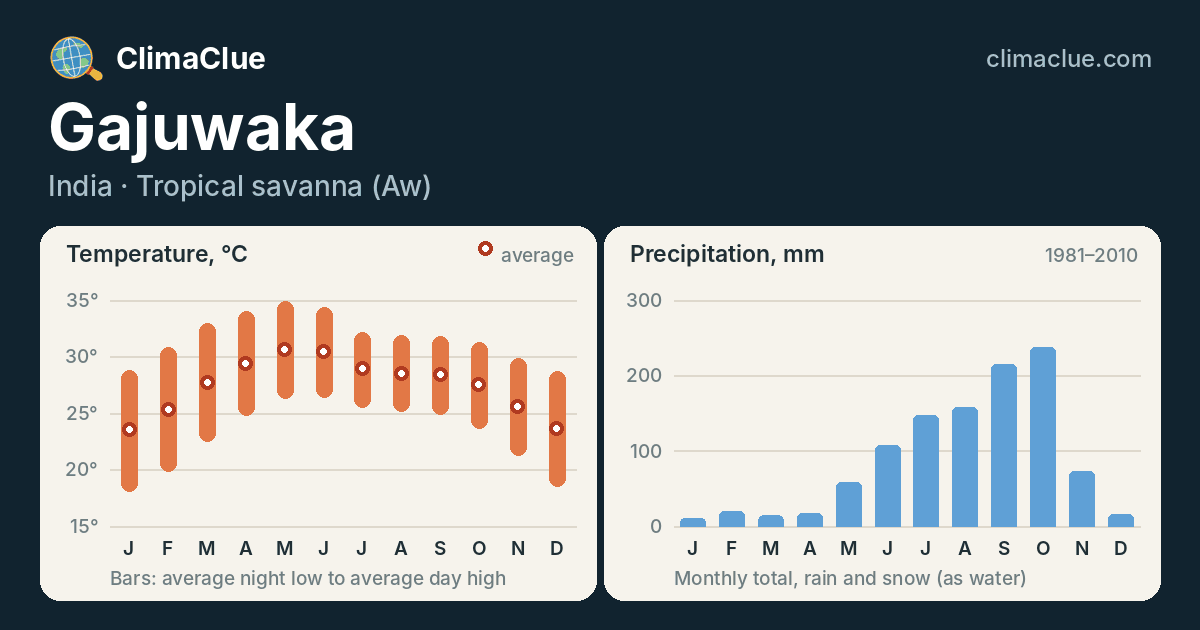 ClimaClue
climaclue.com
Gajuwaka
India · Tropical savanna (Aw)
Temperature, °C
average
35°
30°
25°
20°
15°
J F M A M J J A S O N D
Bars: average night low to average day high
Precipitation, mm
1981–2010
300
200
100
0
J F M A M J J A S O N D
Monthly total, rain and snow (as water)